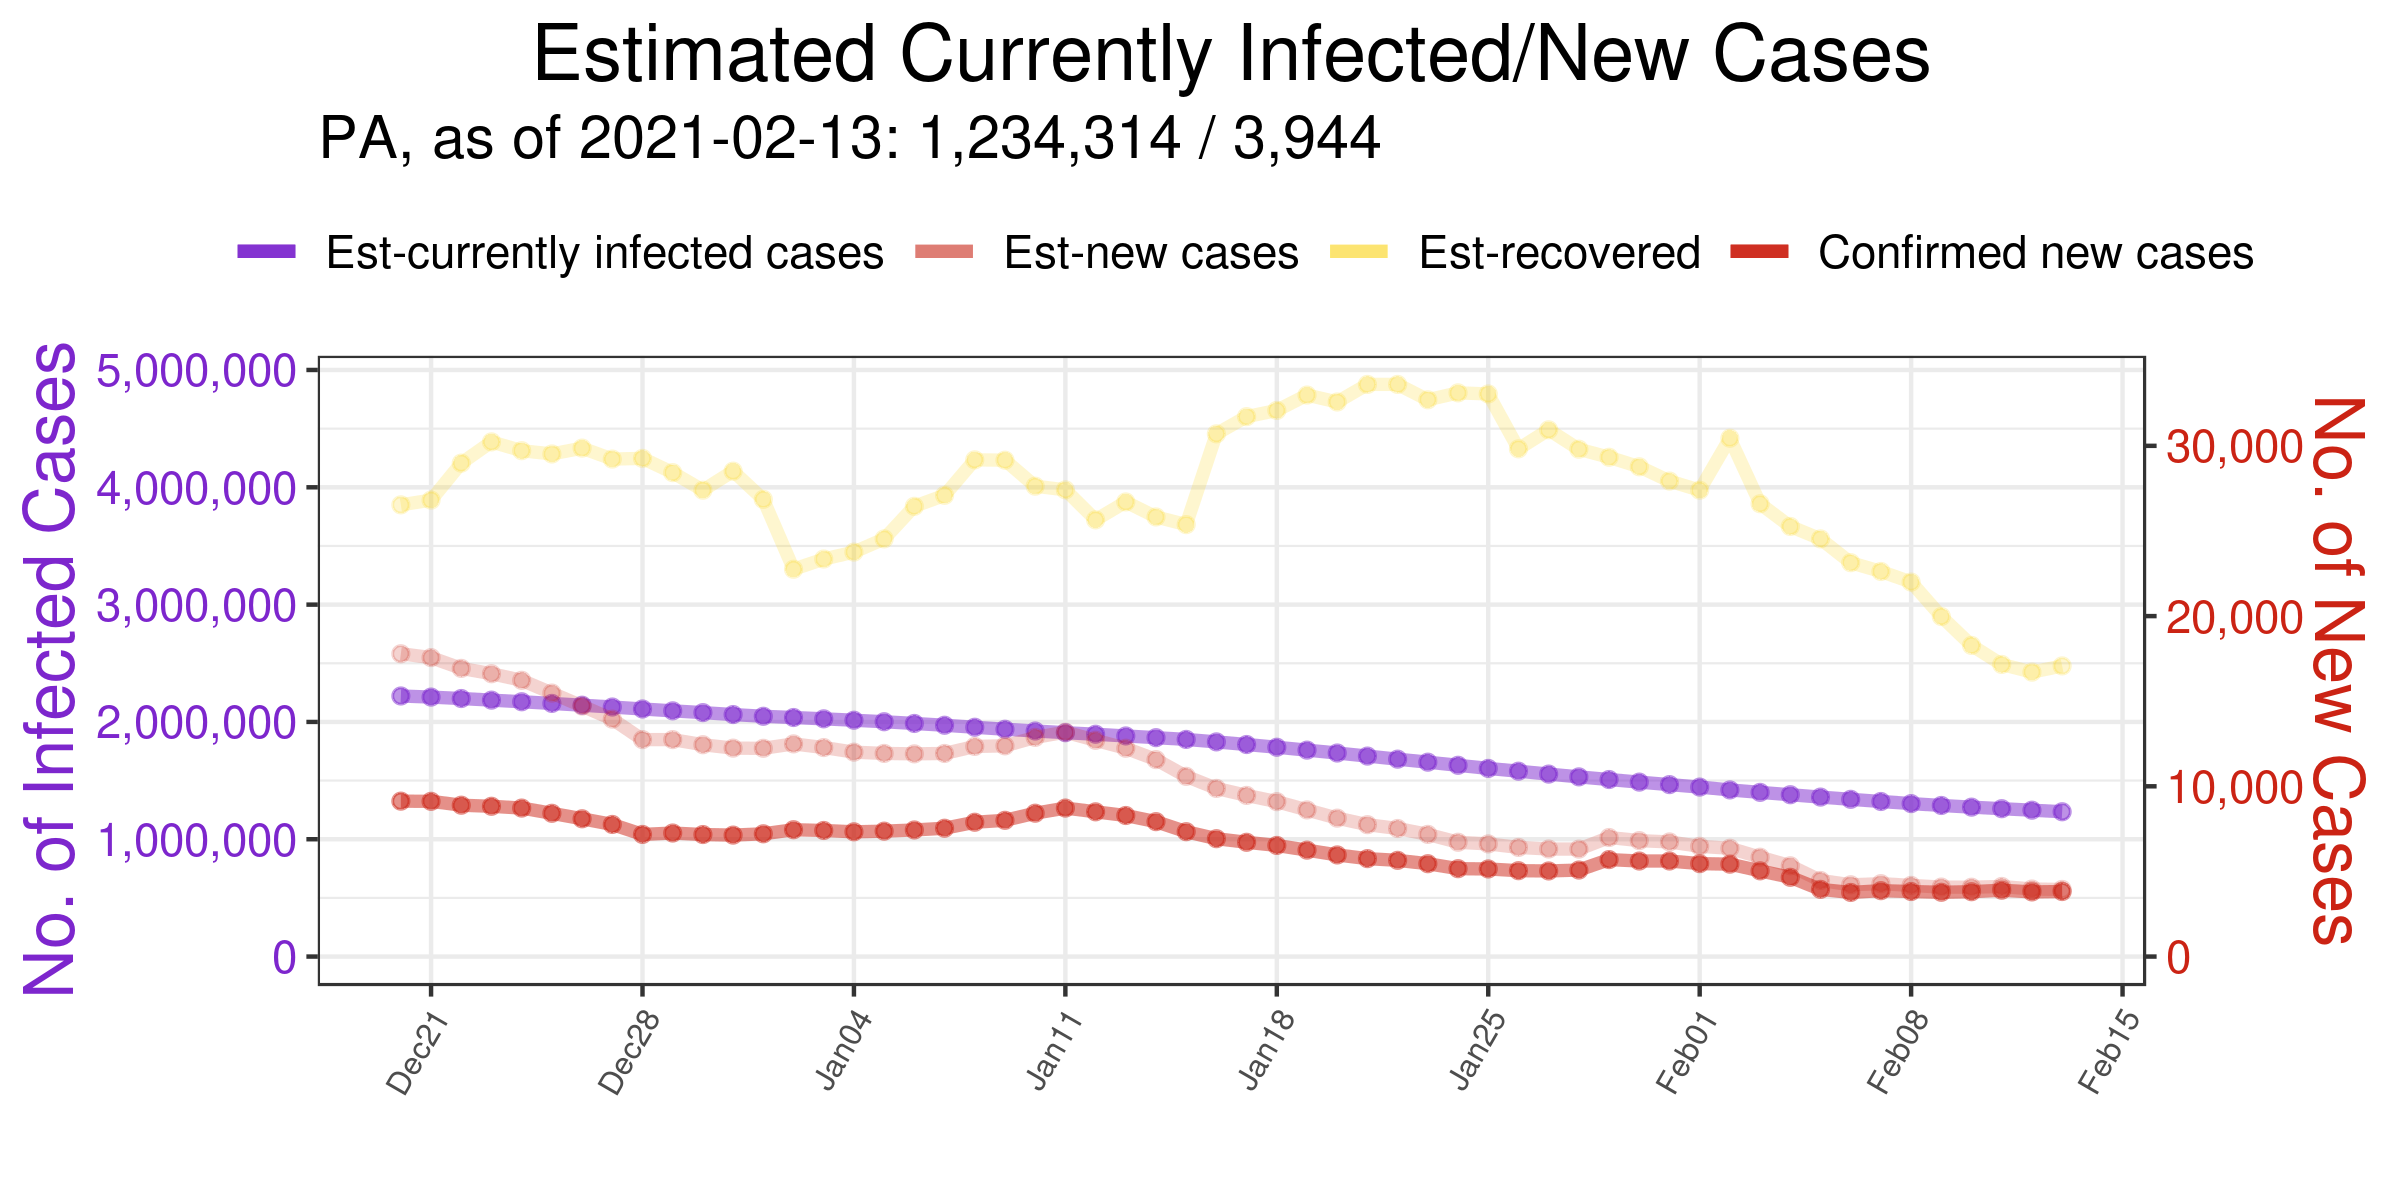 Estimated Currently Infected/New Cases
PA, as of 2021-02-13: 1,234,314 / 3,944
Est-currently infected cases Est-new cases Est-recovered Confirmed new cases
No. of Infected Cases
5,000,000
4,000,000
3,000,000
2,000,000
1,000,000
0
30,000
20,000
10,000
0
No. of New Cases
Dec21 Dec28 Jan04 Jan11 Jan18 Jan25 Feb01 Feb08 Feb15